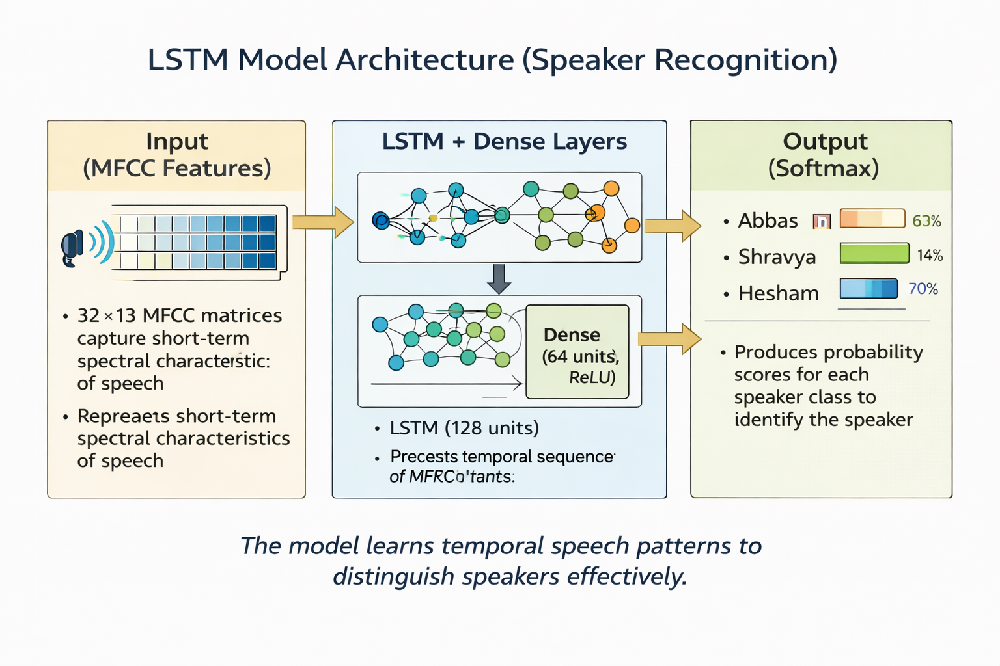 LSTM Model Architecture (Speaker Recognition)
Input
(MFCC Features)
• 32×13 MFCC matrices
capture short-term
spectral characteristic:
of speech
• Repreaets short-term
spectral characteristics
of speech
LSTM + Dense Layers
Dense
(64 units,
ReLU)
• LSTM (128 units)
• Precests temporal sequence
of
Output
(Softmax)
• Abbas n 63%
• Shravya 14%
• Hesham 70%
• Produces probability
scores for each
speaker class to
identify the speaker
The model learns temporal speech patterns to
distinguish speakers effectively.